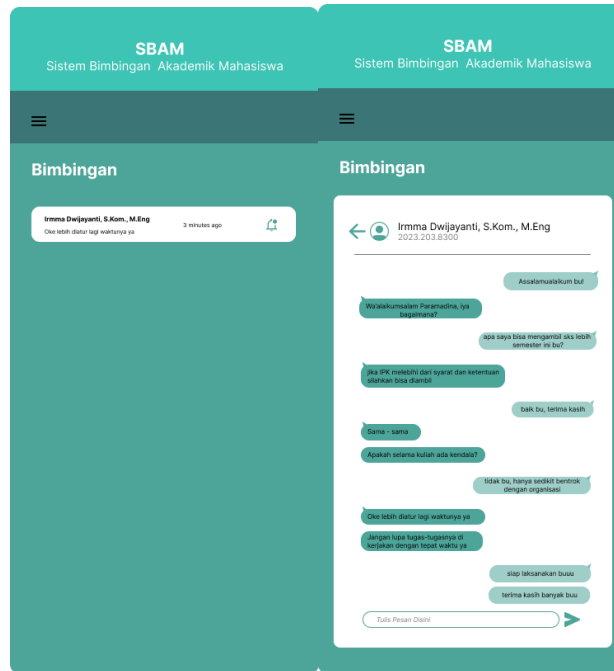 SBAM
Sistem Bimbingan Akademik Mahasiswa
Bimbingan
Irmma Dwijayanti, S.Kom., M.Eng
3 minutes ago
Oke lebih diatur lagi waktunya ya
SBAM
Sistem Bimbingan Akademik Mahasiswa
Bimbingan
Irmma Dwijayanti, S.Kom., M.Eng
2023.203.8300
Assalamualaikum bu!
Wa'alaikumsalam Paramadina, iya
bagaimana?
apa saya bisa mengambil sks lebih
semester ini bu?
jika IPK melebihi dari syarat dan ketentuan
silahkan bisa diambil
baik bu, terima kasih
Sama - sama
Apakah selama kuliah ada kendala?
tidak bu, hanya sedikit bentrok
dengan organisasi
Oke lebih diatur lagi waktunya ya
Jangan lupa tugas-tugasnya di
kerjakan dengan tepat waktu ya
siap laksanakan buuu
terima kasih banyak buu
Tulis Pesan Disini